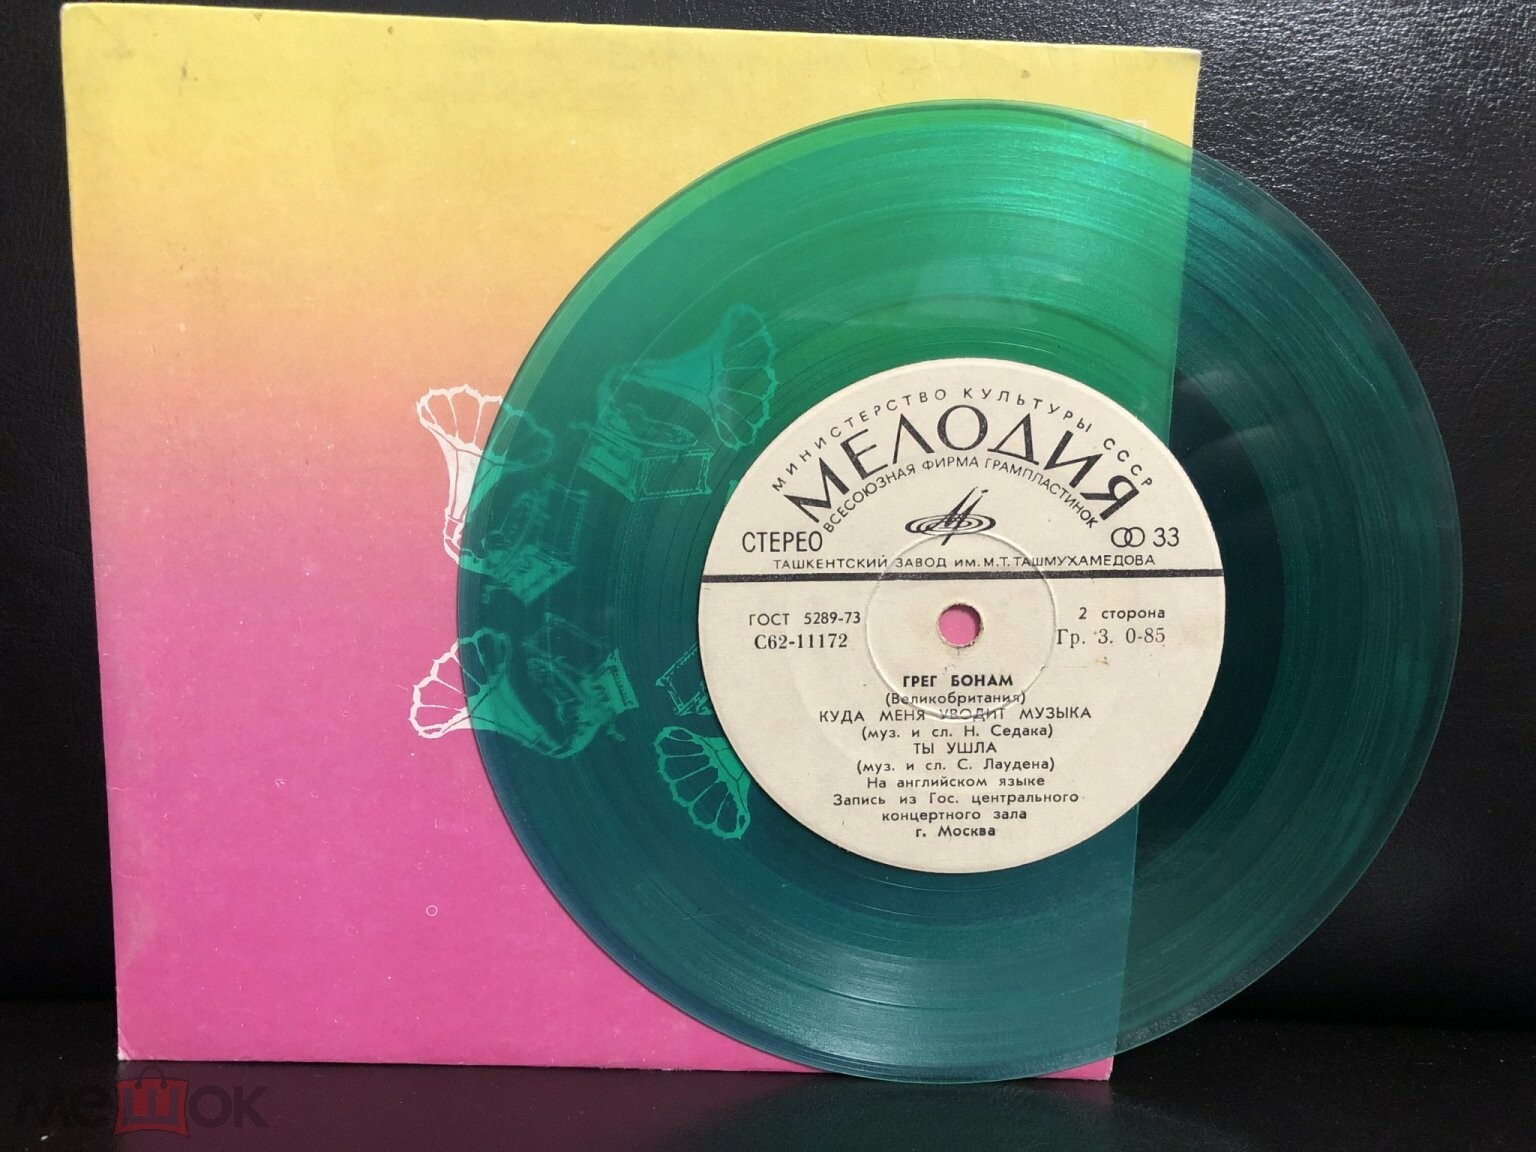 МИНИСТЕРСТВО КУЛЬТУРЫ СССР
МЕЛОДИЯ
ВСЕСОЮЗНАЯ ФИРМА ГРАМПЛАСТИНОК
СТЕРЕО
33
ТАШКЕНТСКИЙ ЗАВОД ИМ. М.Т. ТАШМУХАМЕДОВА
ГОСТ 5289-73
2 сторона
С62-11172
Гр. 3. 0-85
ГРЕГ БОНАМ
(Великобритания)
КУДА МЕНЯ УВОДИТ МУЗЫКА
(муз. и сл. Н. Седака)
ТЫ УШЛА
(муз. и сл. С. Лаудена)
На английском языке
Запись из Гос. центрального
концертного зала
г. Москва
мешок